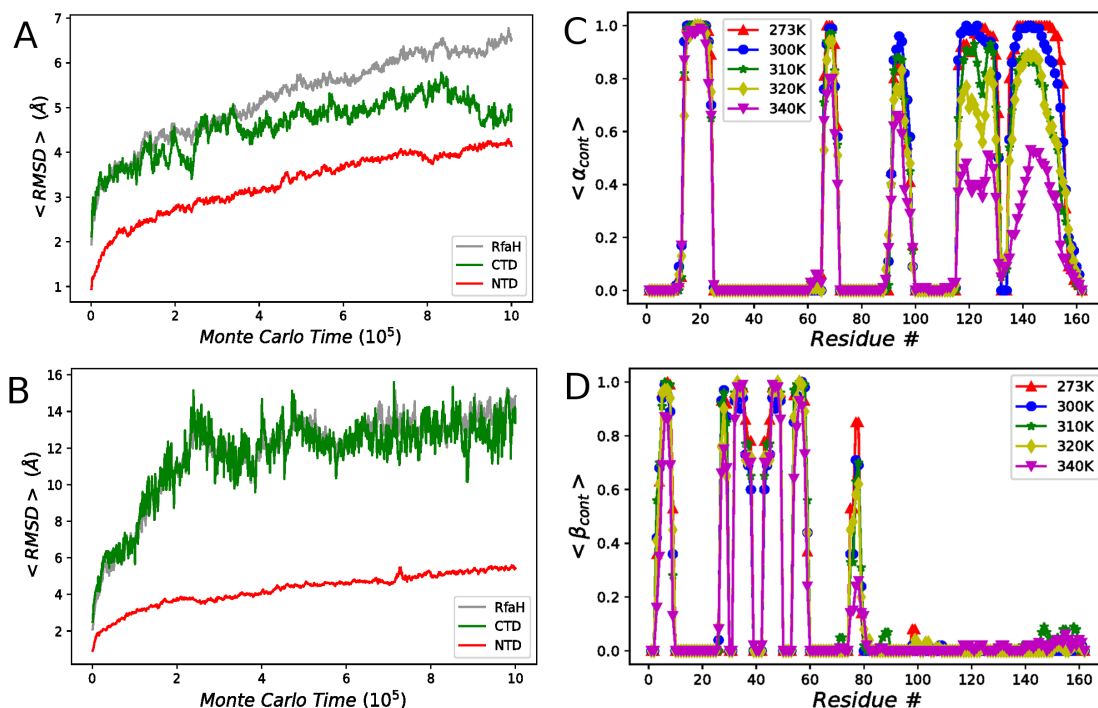 A
7
6
5
4
3
2
1
< RMSD > (Å)
RfaH
CTD
NTD
0 2 4 6 8 10
Monte Carlo Time (10⁵)
C
1.0
0.8
0.6
0.4
0.2
0.0
< α_cont >
273K
300K
310K
320K
340K
0 20 40 60 80 100 120 140 160
Residue #
B
16
14
12
10
8
6
4
2
< RMSD > (Å)
RfaH
CTD
NTD
0 2 4 6 8 10
Monte Carlo Time (10⁵)
D
1.0
0.8
0.6
0.4
0.2
0.0
< β_cont >
273K
300K
310K
320K
340K
0 20 40 60 80 100 120 140 160
Residue #